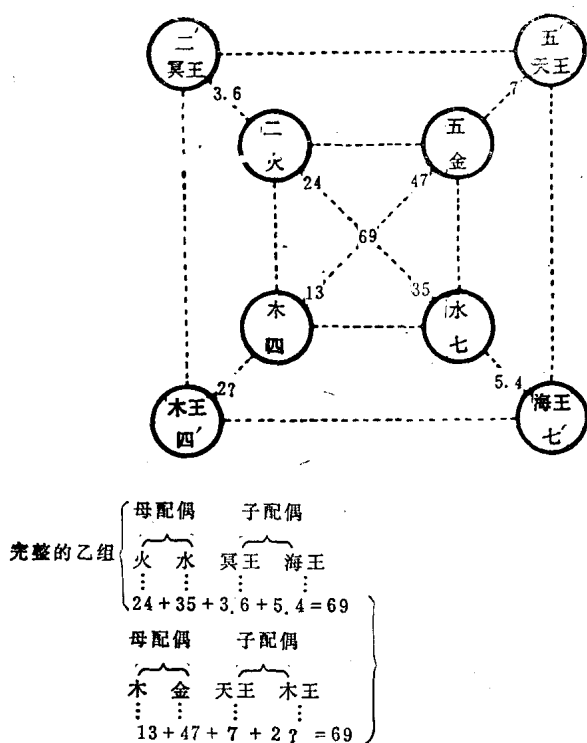 二′ 五′
冥王 天王
3.6 7
二 五
火 金
24 47
69
13 35
木 水
四 七
2? 5.4
木王 海王
四′ 七′
母配偶 子配偶
完整的乙组
火 水 冥王 海王
24+35+3.6+5.4=69
母配偶 子配偶
木 金 天王 木王
13+47+7+2?=69